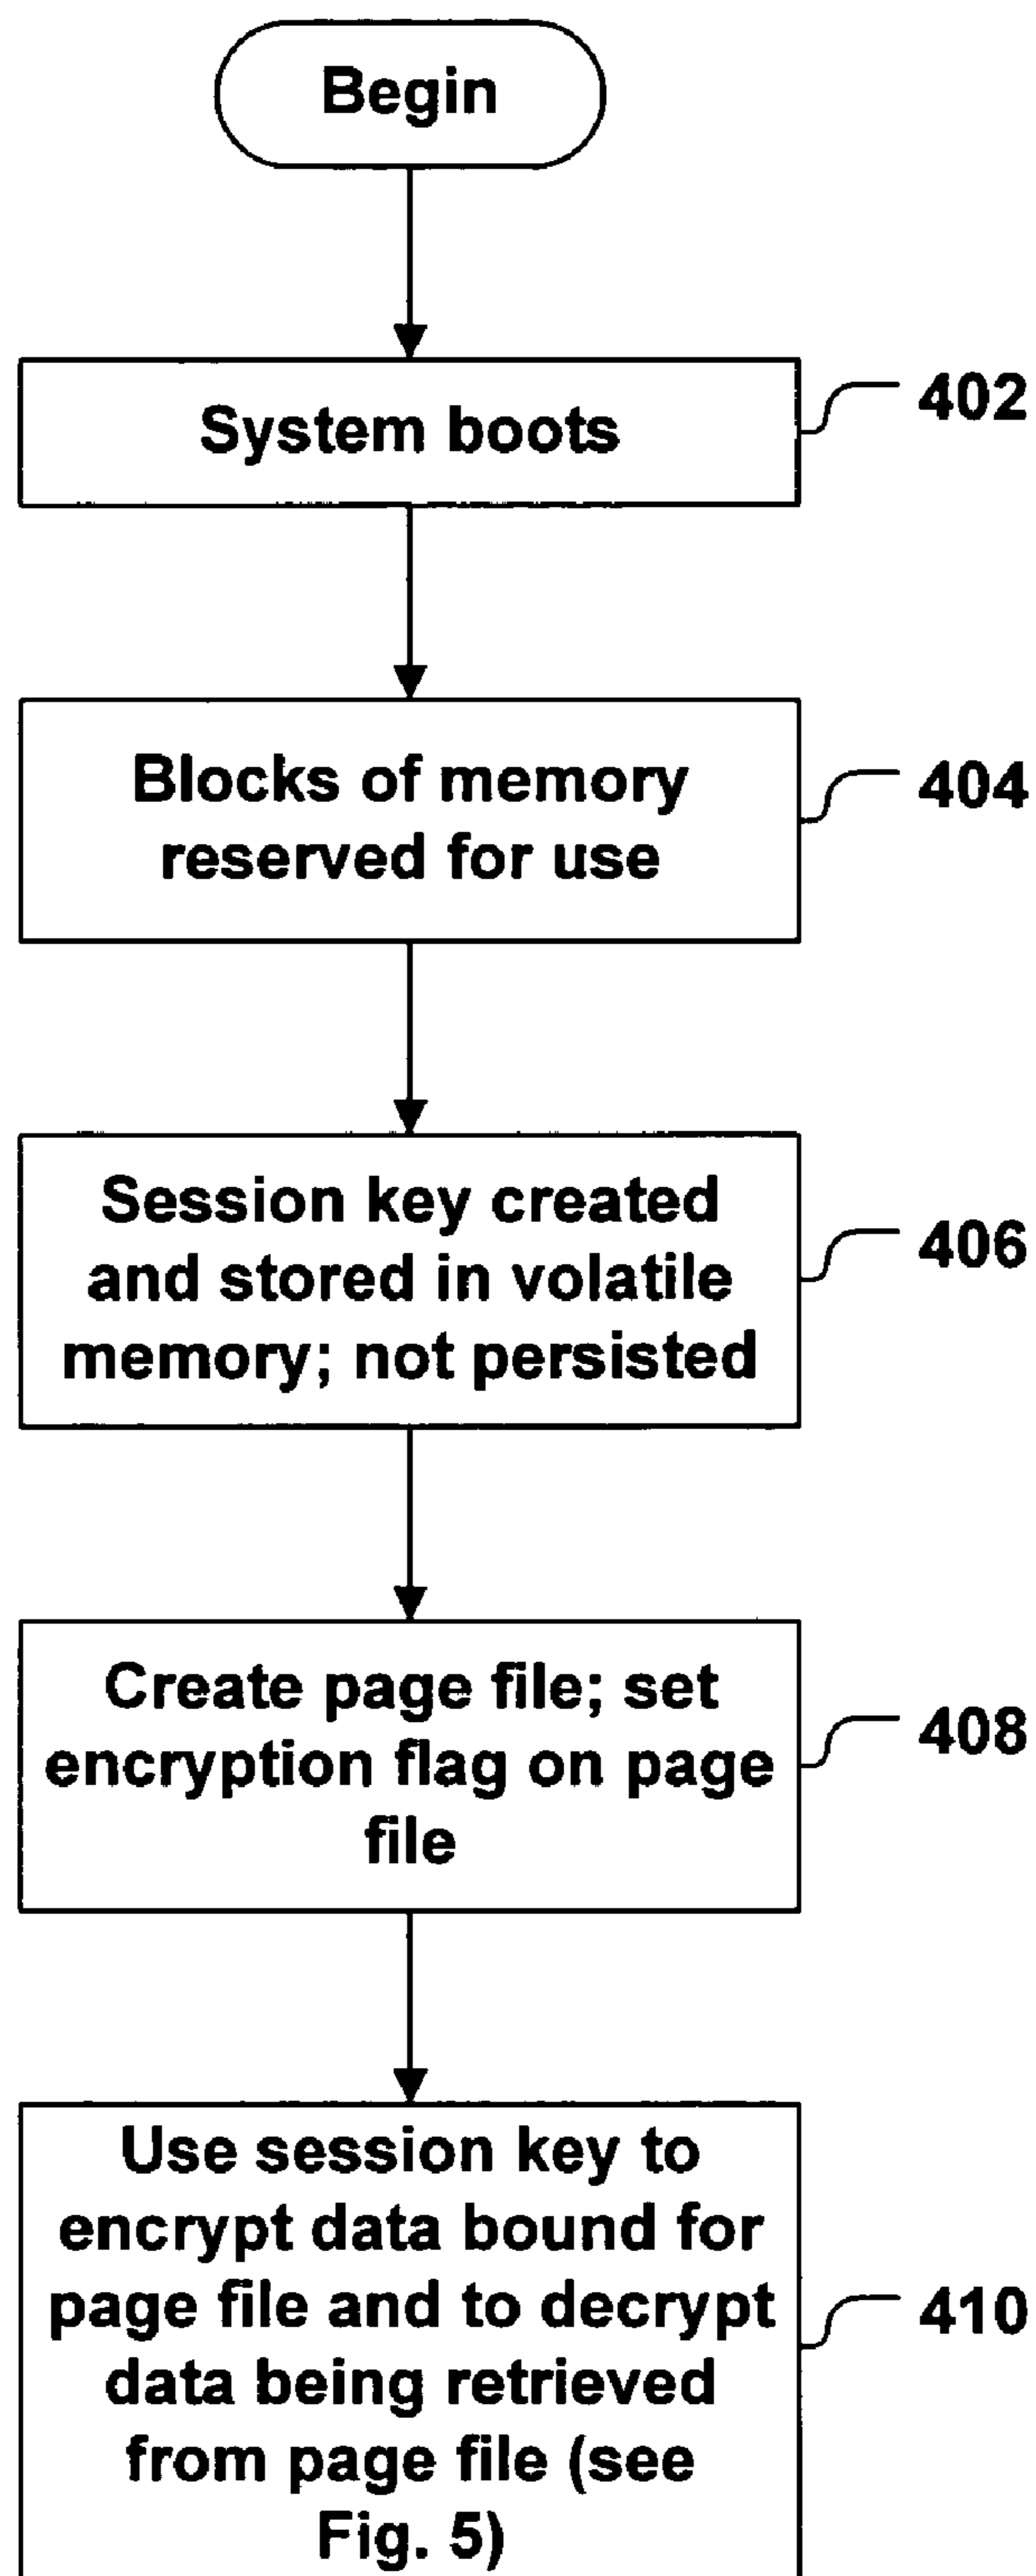 Begin
System boots
402
Blocks of memory
reserved for use
404
Session key created
and stored in volatile
memory; not persisted
406
Create page file; set
encryption flag on page
file
408
Use session key to
encrypt data bound for
page file and to decrypt
data being retrieved
from page file (see
Fig. 5)
410